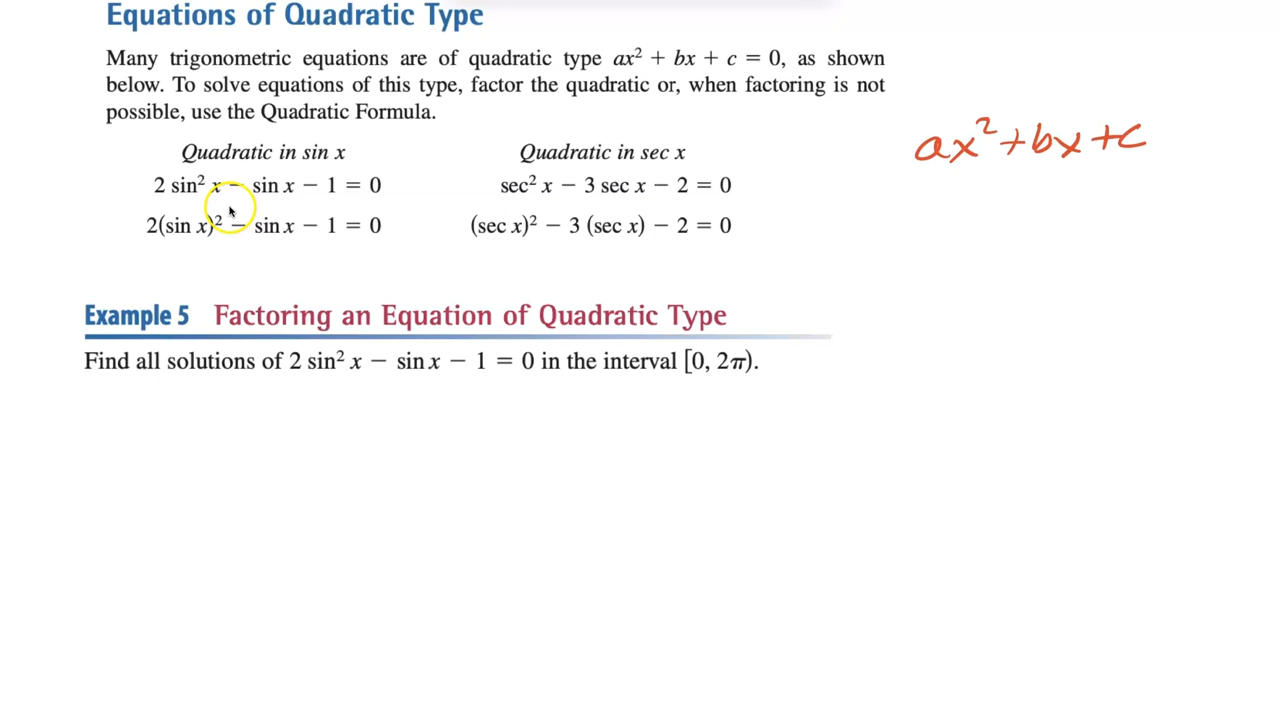 Equations of Quadratic Type
Many trigonometric equations are of quadratic type ax² + bx + c = 0, as shown
below. To solve equations of this type, factor the quadratic or, when factoring is not
possible, use the Quadratic Formula.
ax² + bx + c
Quadratic in sin x Quadratic in sec x
2 sin² x − sin x − 1 = 0 sec² x − 3 sec x − 2 = 0
2(sin x)² − sin x − 1 = 0 (sec x)² − 3 (sec x) − 2 = 0
Example 5 Factoring an Equation of Quadratic Type
Find all solutions of 2 sin² x − sin x − 1 = 0 in the interval [0, 2π).